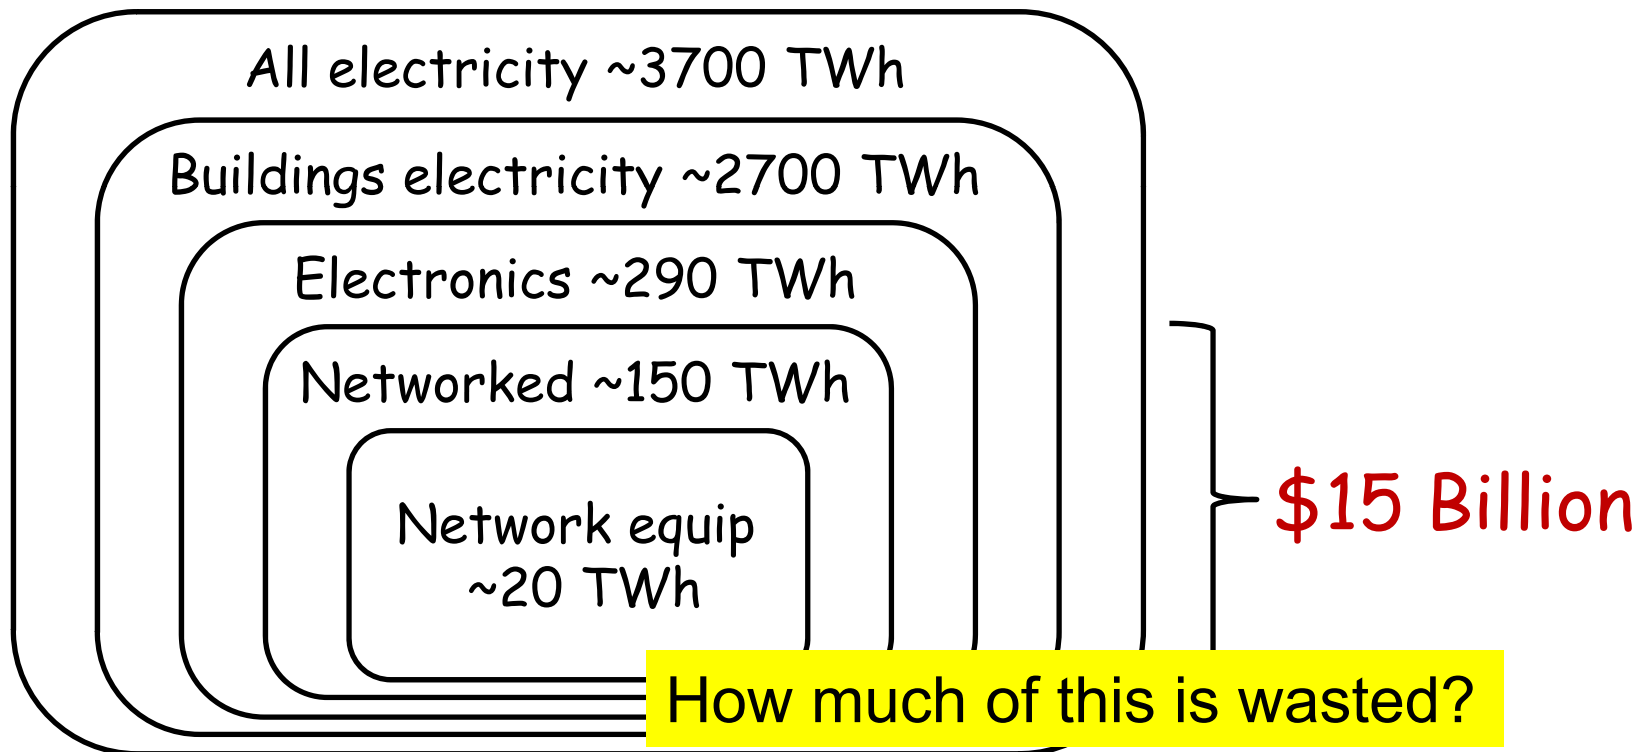 All electricity ~3700 TWh
Buildings electricity ~2700 TWh
Electronics ~290 TWh
Networked ~150 TWh
Network equip
~20 TWh
$15 Billion
How much of this is wasted?